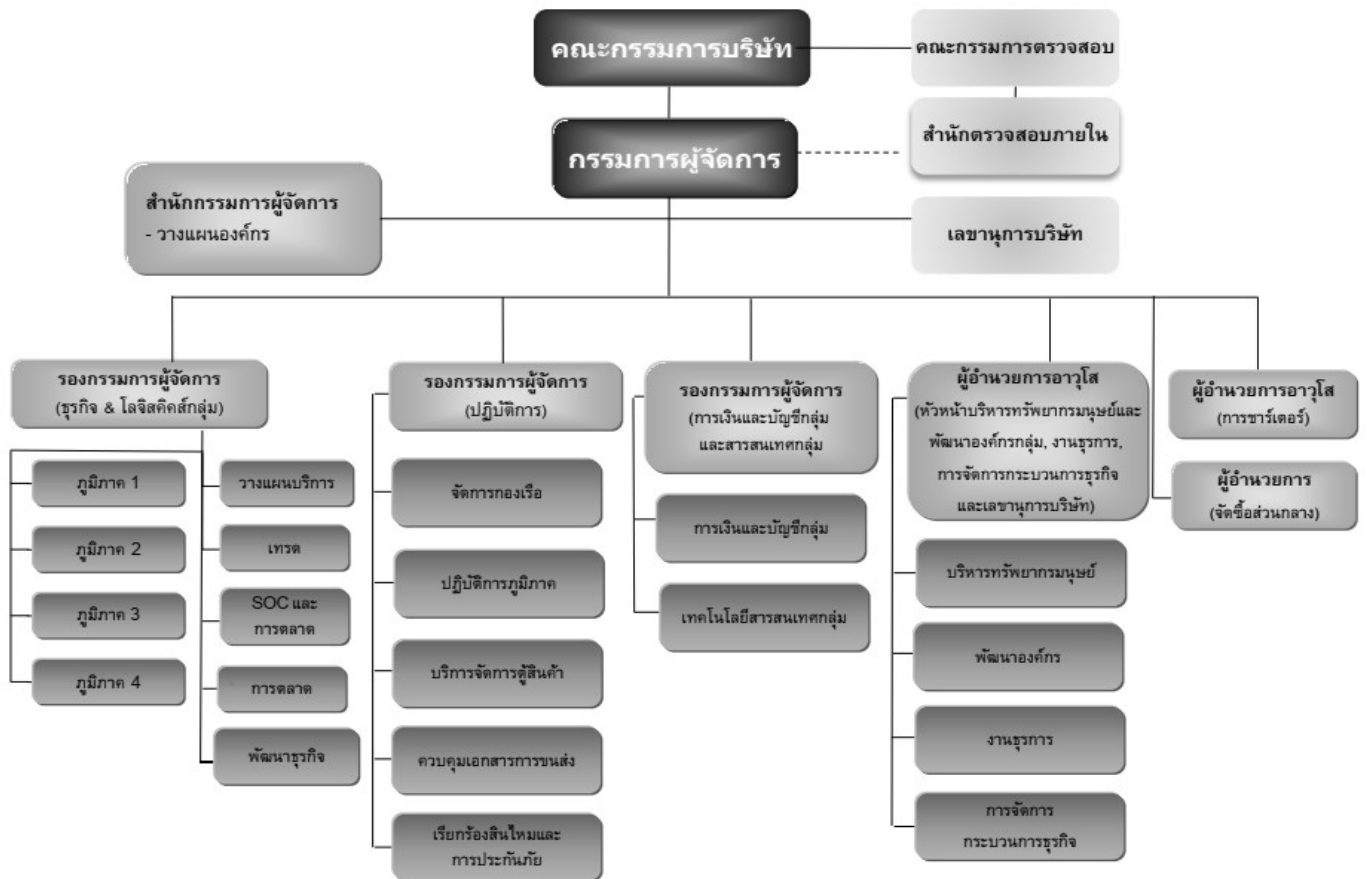 คณะกรรมการบริษัท
คณะกรรมการตรวจสอบ
กรรมการผู้จัดการ
สำนักตรวจสอบภายใน
สำนักกรรมการผู้จัดการ
- วางแผนองค์กร
เลขานุการบริษัท
รองกรรมการผู้จัดการ
(ธุรกิจ & โลจิสคิคส์กลุ่ม)
ภูมิภาค 1
ภูมิภาค 2
ภูมิภาค 3
ภูมิภาค 4
วางแผนบริการ
เทรด
SOC และ
การตลาด
การตลาด
พัฒนาธุรกิจ
รองกรรมการผู้จัดการ
(ปฏิบัติการ)
จัดการกองเรือ
ปฏิบัติการภูมิภาค
บริการจัดการตู้สินค้า
ควบคุมเอกสารการขนส่ง
เรียกร้องสินไหมและ
การประกันภัย
รองกรรมการผู้จัดการ
(การเงินและบัญชีกลุ่ม
และสารสนเทศกลุ่ม)
การเงินและบัญชีกลุ่ม
เทคโนโลยีสารสนเทศกลุ่ม
ผู้อำนวยการอาวุโส
(หัวหน้าบริหารทรัพยากรมนุษย์และ
พัฒนาองค์กรกลุ่ม, งานธุรการ,
การจัดการกระบวนการธุรกิจ
และเลขานุการบริษัท)
บริหารทรัพยากรมนุษย์
พัฒนาองค์กร
งานธุรการ
การจัดการ
กระบวนการธุรกิจ
ผู้อำนวยการอาวุโส
(การชาร์เตอร์)
ผู้อำนวยการ
(จัดซื้อส่วนกลาง)